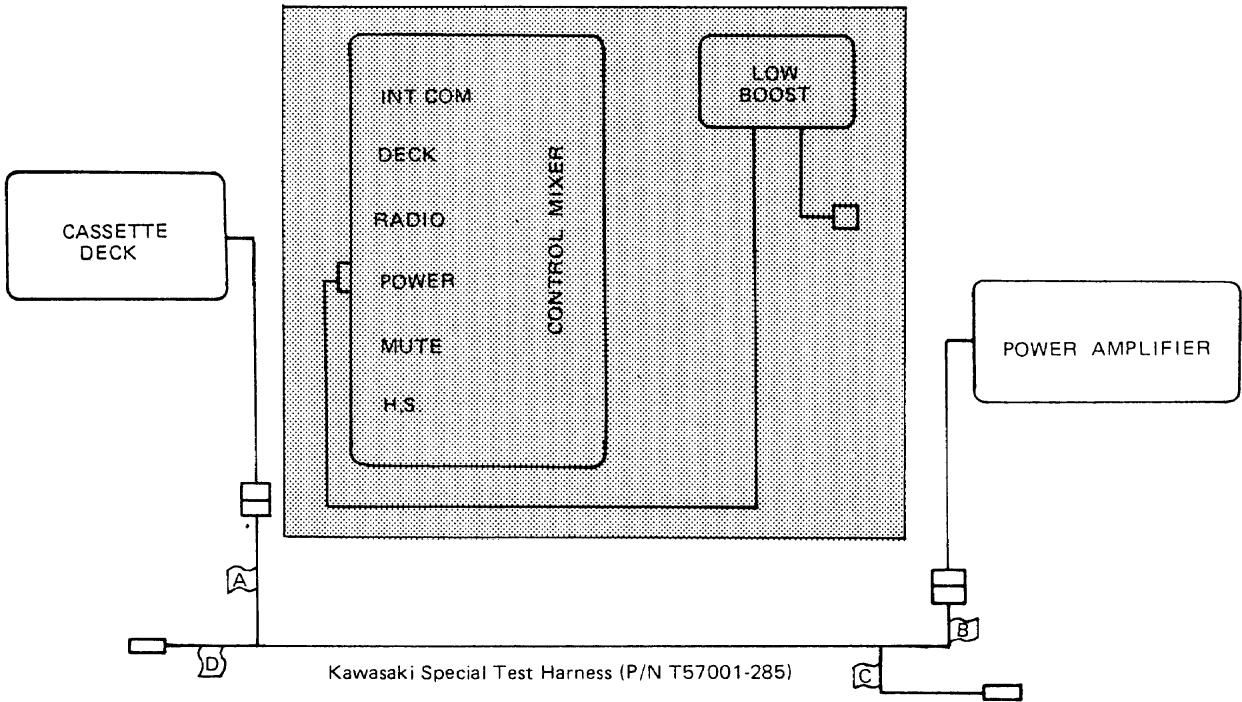 INT COM
DECK
RADIO
POWER
MUTE
H.S.
CONTROL MIXER
LOW
BOOST
CASSETTE
DECK
POWER AMPLIFIER
A
B
C
D
Kawasaki Special Test Harness (P/N T57001-285)